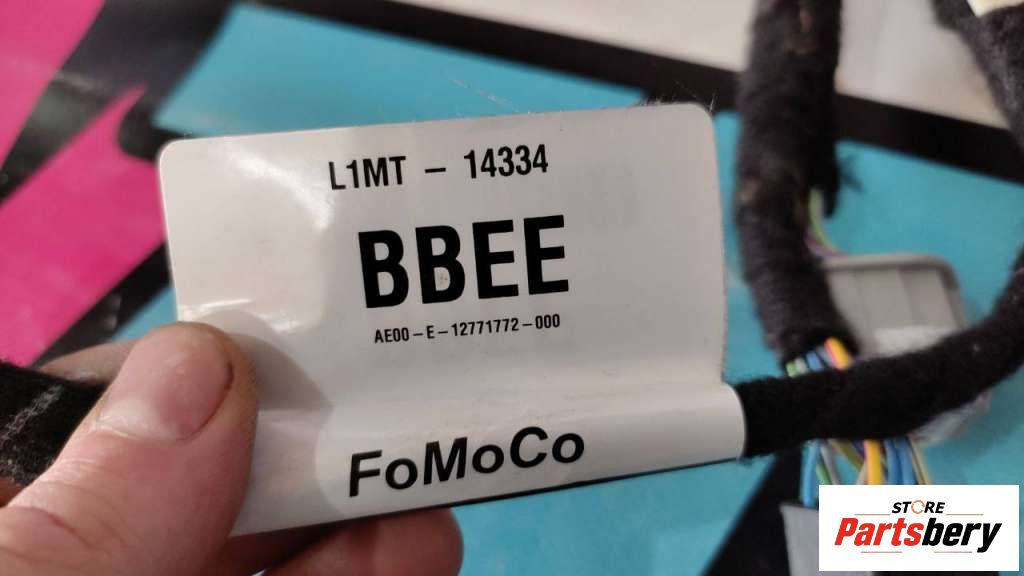 L1MT – 14334
BBEE
AE00–E–12771772–000
FoMoCo
STORE
Partsbery